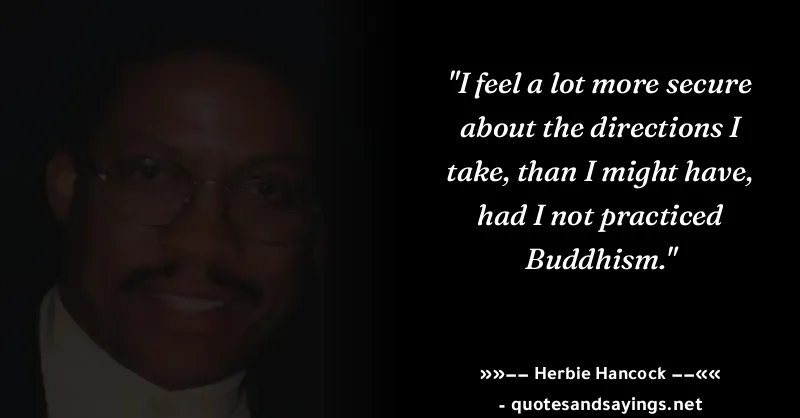 "I feel a lot more secure
about the directions I
take, than I might have,
had I not practiced
Buddhism."
»»−− Herbie Hancock −−««
- quotesandsayings.net